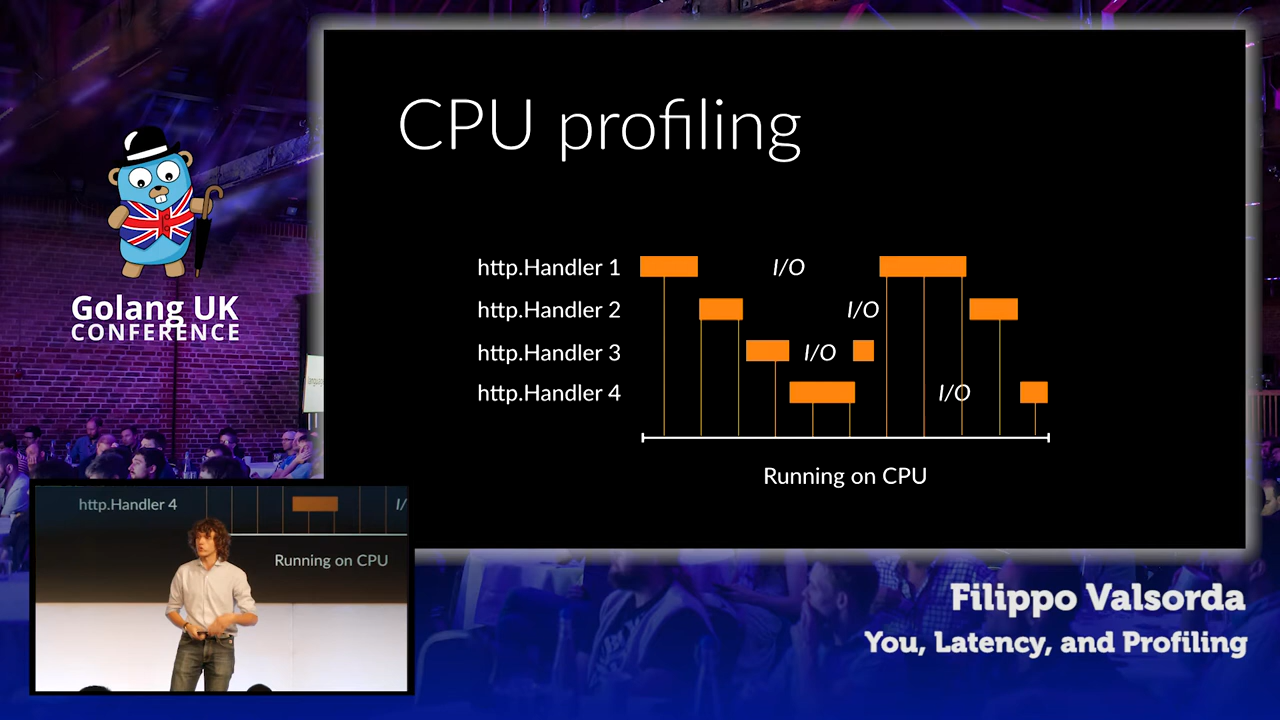 Golang UK
CONFERENCE
CPU profiling
http.Handler 1 I/O
http.Handler 2 I/O
http.Handler 3 I/O
http.Handler 4 I/O
Running on CPU
http.Handler 4 I/
Running on CPU
Filippo Valsorda
You, Latency, and Profiling